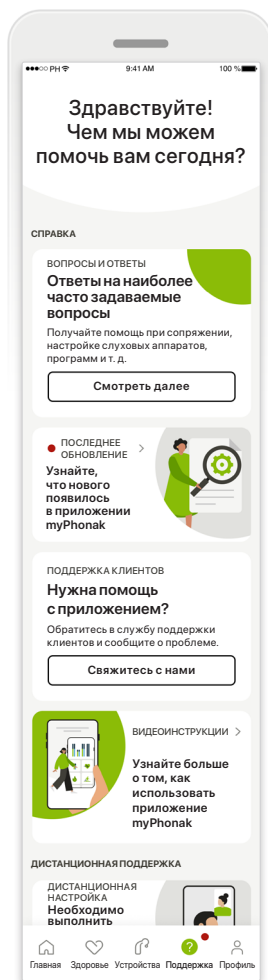 PH 9:41 AM 100 %
Здравствуйте!
Чем мы можем
помочь вам сегодня?
СПРАВКА
ВОПРОСЫ И ОТВЕТЫ
Ответы на наиболее
часто задаваемые
вопросы
Получайте помощь при сопряжении,
настройке слуховых аппаратов,
программ и т. д.
Смотреть далее
ПОСЛЕДНЕЕ
ОБНОВЛЕНИЕ
Узнайте,
что нового
появилось
в приложении
myPhonak
ПОДДЕРЖКА КЛИЕНТОВ
Нужна помощь
с приложением?
Обратитесь в службу поддержки
клиентов и сообщите о проблеме.
Свяжитесь с нами
ВИДЕОИНСТРУКЦИИ
Узнайте больше
о том, как
использовать
приложение
myPhonak
ДИСТАНЦИОННАЯ ПОДДЕРЖКА
ДИСТАНЦИОННАЯ
НАСТРОЙКА
Необходимо
выполнить
Главная Здоровье Устройства Поддержка Профиль